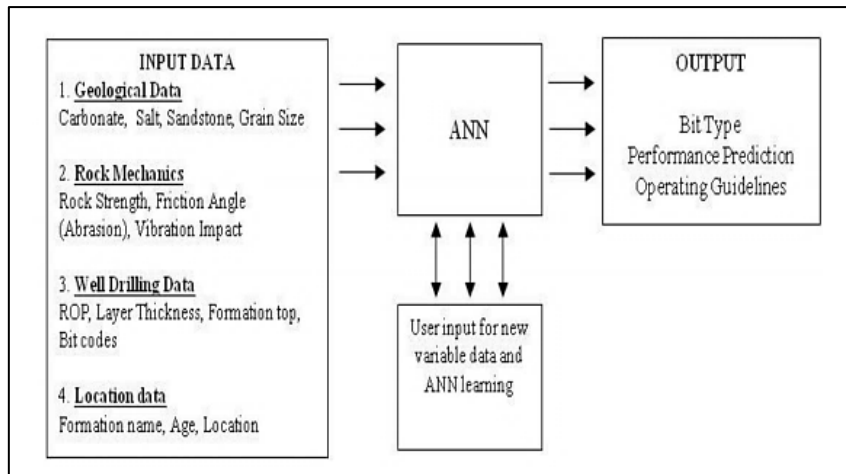 INPUT DATA
1. Geological Data
Carbonate, Salt, Sandstone, Grain Size
2. Rock Mechanics
Rock Strength, Friction Angle
(Abrasion), Vibration Impact
3. Well Drilling Data
ROP, Layer Thickness, Formation top,
Bit codes
4. Location data
Formation name, Age, Location
ANN
User input for new
variable data and
ANN learning
OUTPUT
Bit Type
Performance Prediction
Operating Guidelines